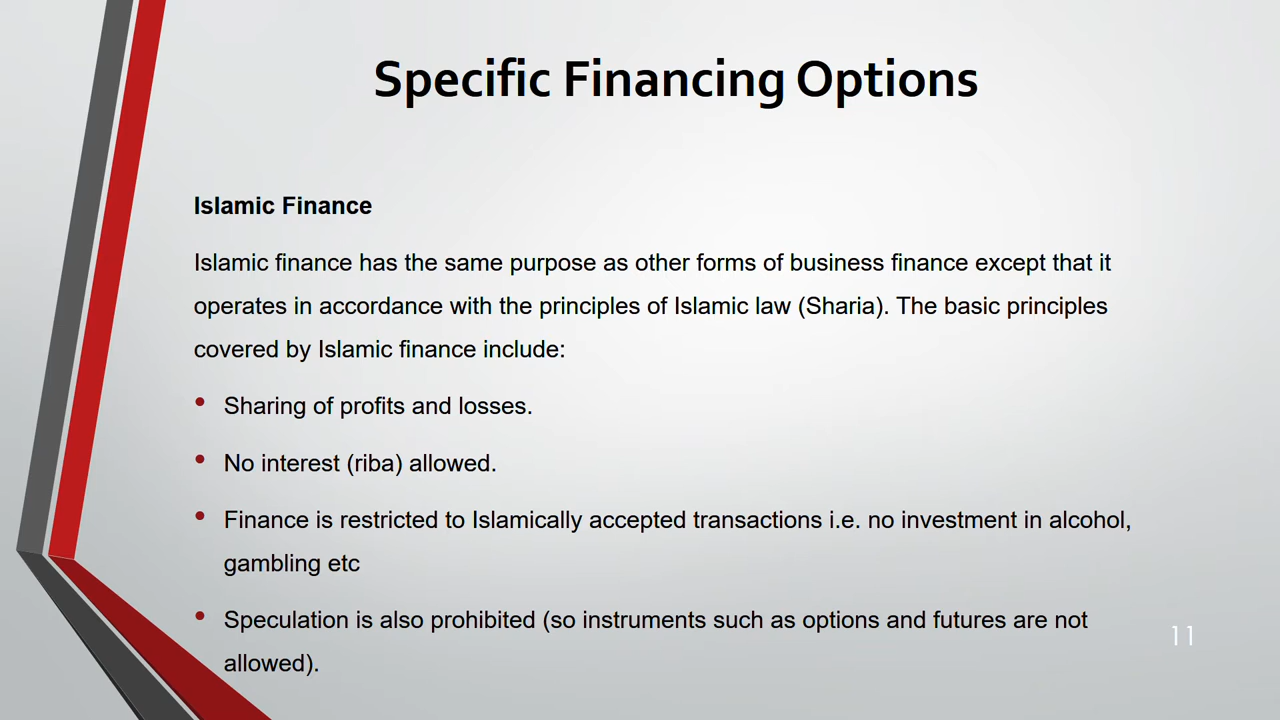 Specific Financing Options
Islamic Finance
Islamic finance has the same purpose as other forms of business finance except that it
operates in accordance with the principles of Islamic law (Sharia). The basic principles
covered by Islamic finance include:
• Sharing of profits and losses.
• No interest (riba) allowed.
• Finance is restricted to Islamically accepted transactions i.e. no investment in alcohol,
gambling etc
• Speculation is also prohibited (so instruments such as options and futures are not
allowed).
11